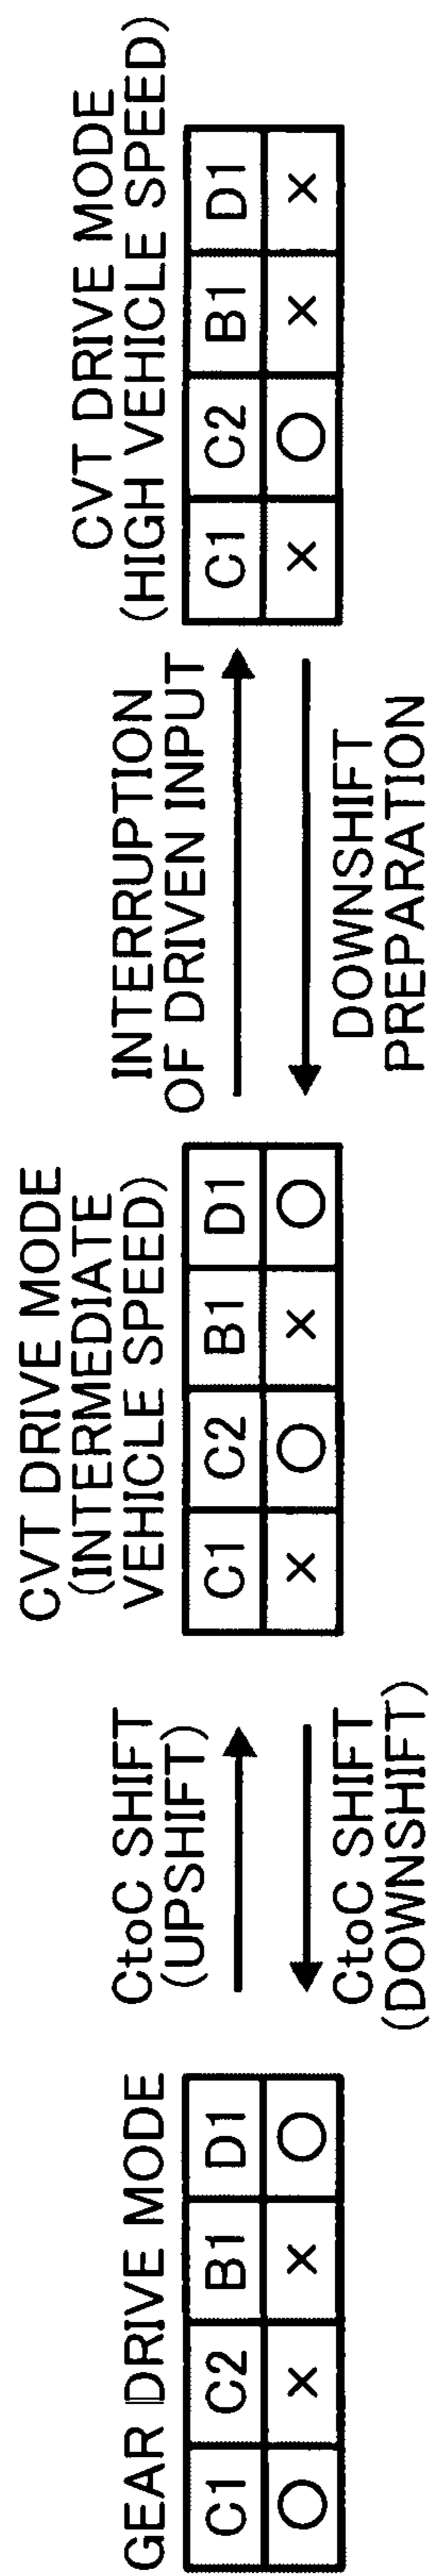 GEAR DRIVE MODE
C1 C2 B1 D1
○ × × ○
CtoC SHIFT
(UPSHIFT)
CtoC SHIFT
(DOWNSHIFT)
CVT DRIVE MODE
(INTERMEDIATE
VEHICLE SPEED)
C1 C2 B1 D1
× ○ × ○
INTERRUPTION
OF DRIVEN INPUT
DOWNSHIFT
PREPARATION
CVT DRIVE MODE
(HIGH VEHICLE SPEED)
C1 C2 B1 D1
× ○ × ×